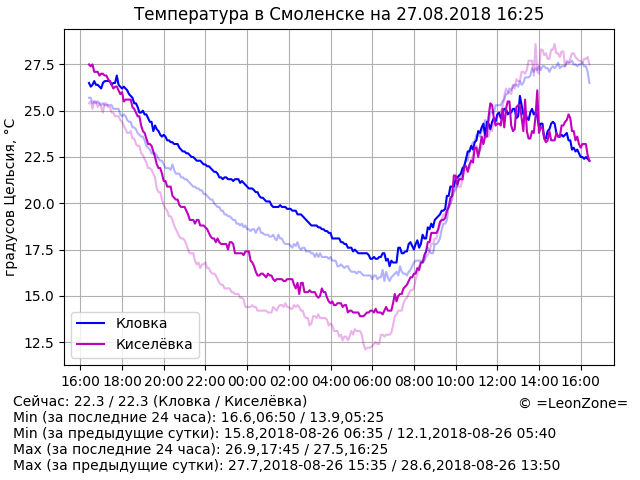 Температура в Смоленске на 27.08.2018 16:25
градусов Цельсия, °C
27.5
25.0
22.5
20.0
17.5
15.0
12.5
Кловка
Киселёвка
16:00 18:00 20:00 22:00 00:00 02:00 04:00 06:00 08:00 10:00 12:00 14:00 16:00
Сейчас: 22.3 / 22.3 (Кловка / Киселёвка)
© =LeonZone=
Min (за последние 24 часа): 16.6,06:50 / 13.9,05:25
Min (за предыдущие сутки): 15.8,2018-08-26 06:35 / 12.1,2018-08-26 05:40
Max (за последние 24 часа): 26.9,17:45 / 27.5,16:25
Max (за предыдущие сутки): 27.7,2018-08-26 15:35 / 28.6,2018-08-26 13:50